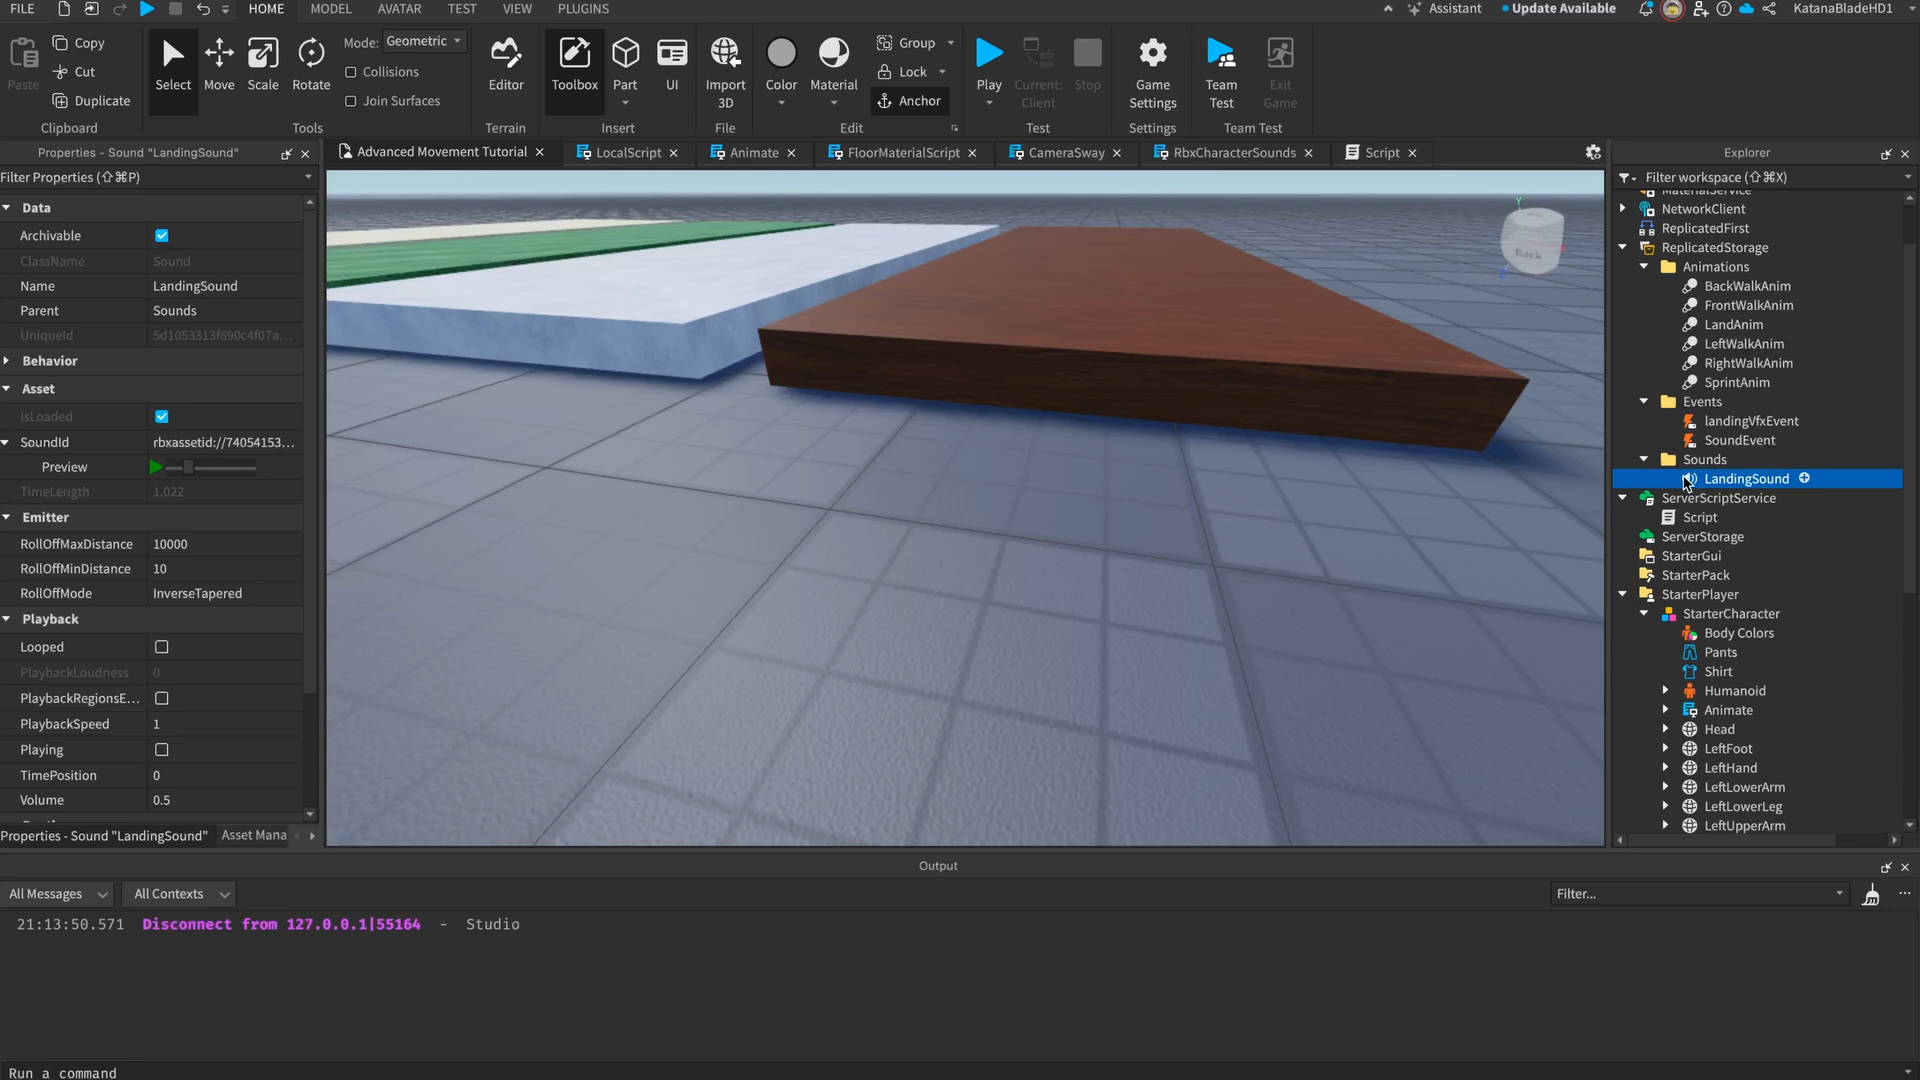 FILE
HOME MODEL AVATAR TEST VIEW PLUGINS
Assistant
Update Available
KatanaBladeHD1
Paste
Copy
Cut
Duplicate
Clipboard
Select
Move
Scale
Rotate
Mode: Geometric
Collisions
Join Surfaces
Tools
Editor
Terrain
Toolbox
Part
UI
Insert
Import
3D
File
Color
Material
Group
Lock
Anchor
Edit
Play
Current:
Client
Stop
Test
Game
Settings
Settings
Team
Test
Exit
Game
Team Test
Properties - Sound "LandingSound"
Filter Properties (⇧⌘P)
Data
Archivable
ClassName Sound
Name LandingSound
Parent Sounds
UniqueId 5d1053313f690c4f07a...
Behavior
Asset
IsLoaded
SoundId rbxassetid://74054153...
Preview
TimeLength 1.022
Emitter
RollOffMaxDistance 10000
RollOffMinDistance 10
RollOffMode InverseTapered
Playback
Looped
PlaybackLoudness 0
PlaybackRegionsE...
PlaybackSpeed 1
Playing
TimePosition 0
Volume 0.5
Properties - Sound "LandingSound" Asset Mana
Advanced Movement Tutorial LocalScript Animate FloorMaterialScript CameraSway RbxCharacterSounds Script
Y
Back
Explorer
Filter workspace (⇧⌘X)
MaterialService
NetworkClient
ReplicatedFirst
ReplicatedStorage
Animations
BackWalkAnim
FrontWalkAnim
LandAnim
LeftWalkAnim
RightWalkAnim
SprintAnim
Events
landingVfxEvent
SoundEvent
Sounds
LandingSound
ServerScriptService
Script
ServerStorage
StarterGui
StarterPack
StarterPlayer
StarterCharacter
Body Colors
Pants
Shirt
Humanoid
Animate
Head
LeftFoot
LeftHand
LeftLowerArm
LeftLowerLeg
LeftUpperArm
Output
All Messages All Contexts Filter...
21:13:50.571 Disconnect from 127.0.0.1|55164 - Studio
Run a command